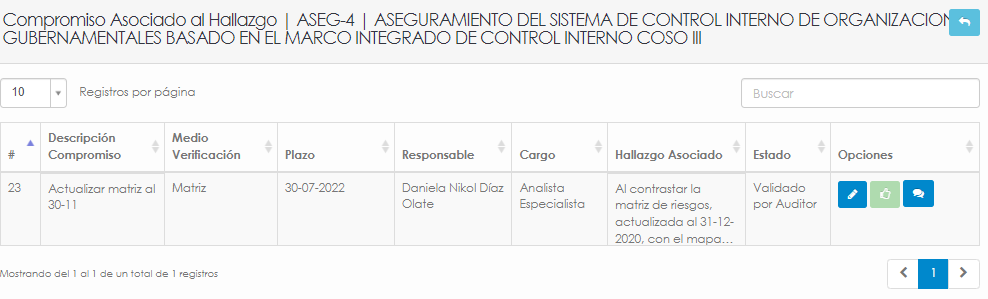 Compromiso Asociado al Hallazgo | ASEG-4 | ASEGURAMIENTO DEL SISTEMA DE CONTROL INTERNO DE ORGANIZACION
GUBERNAMENTALES BASADO EN EL MARCO INTEGRADO DE CONTROL INTERNO COSO III
10 Registros por página
Buscar
# Descripción Compromiso Medio Verificación Plazo Responsable Cargo Hallazgo Asociado Estado Opciones
23 Actualizar matriz al 30-11 Matriz 30-07-2022 Daniela Nikol Díaz Olate Analista Especialista Al contrastar la matriz de riesgos, actualizada al 31-12-2020, con el mapa... Validado por Auditor
Mostrando del 1 al 1 de un total de 1 registros
1